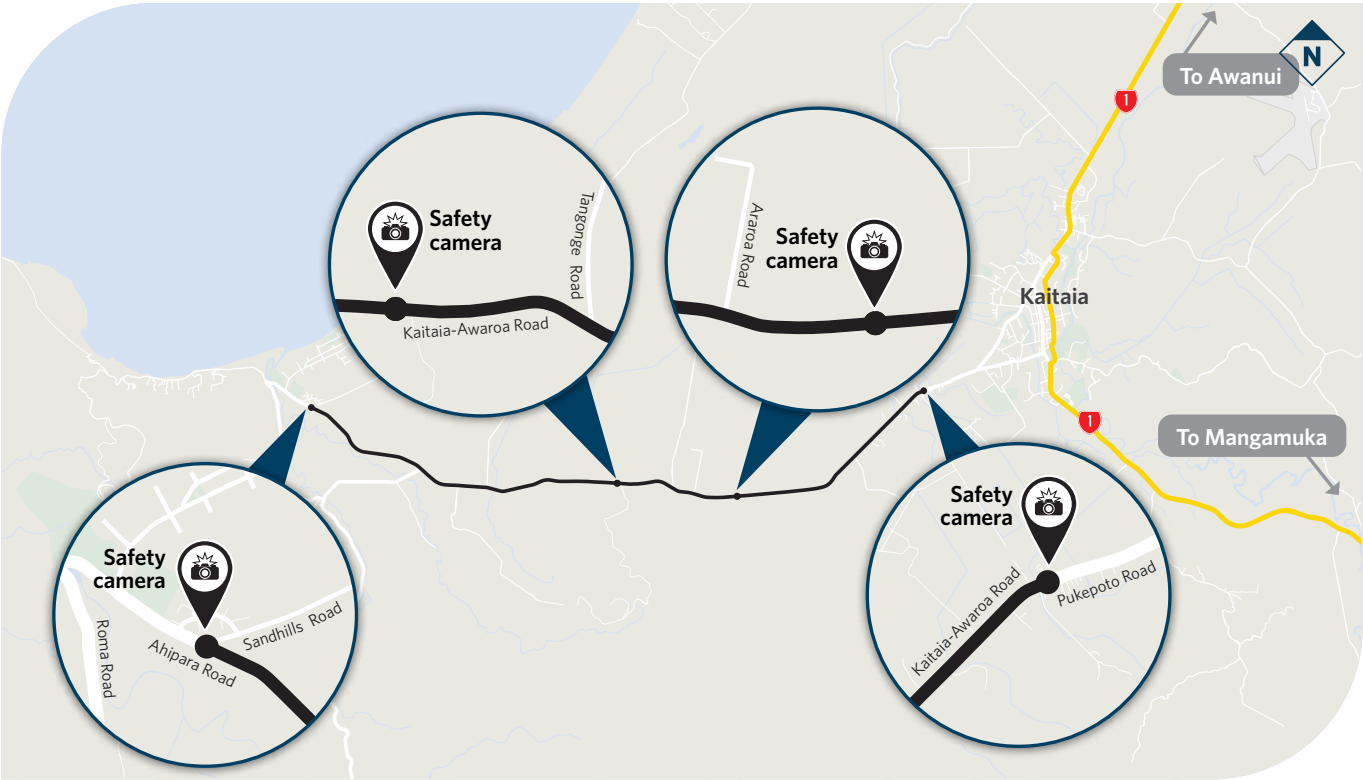 N
To Awanui
1
Safety
camera
Tangonge Road
Kaitaia-Awaroa Road
Araroa Road
Safety
camera
Kaitaia
1
To Mangamuka
Safety
camera
Roma Road
Ahipara Road
Sandhills Road
Safety
camera
Kaitaia-Awaroa Road
Pukepoto Road